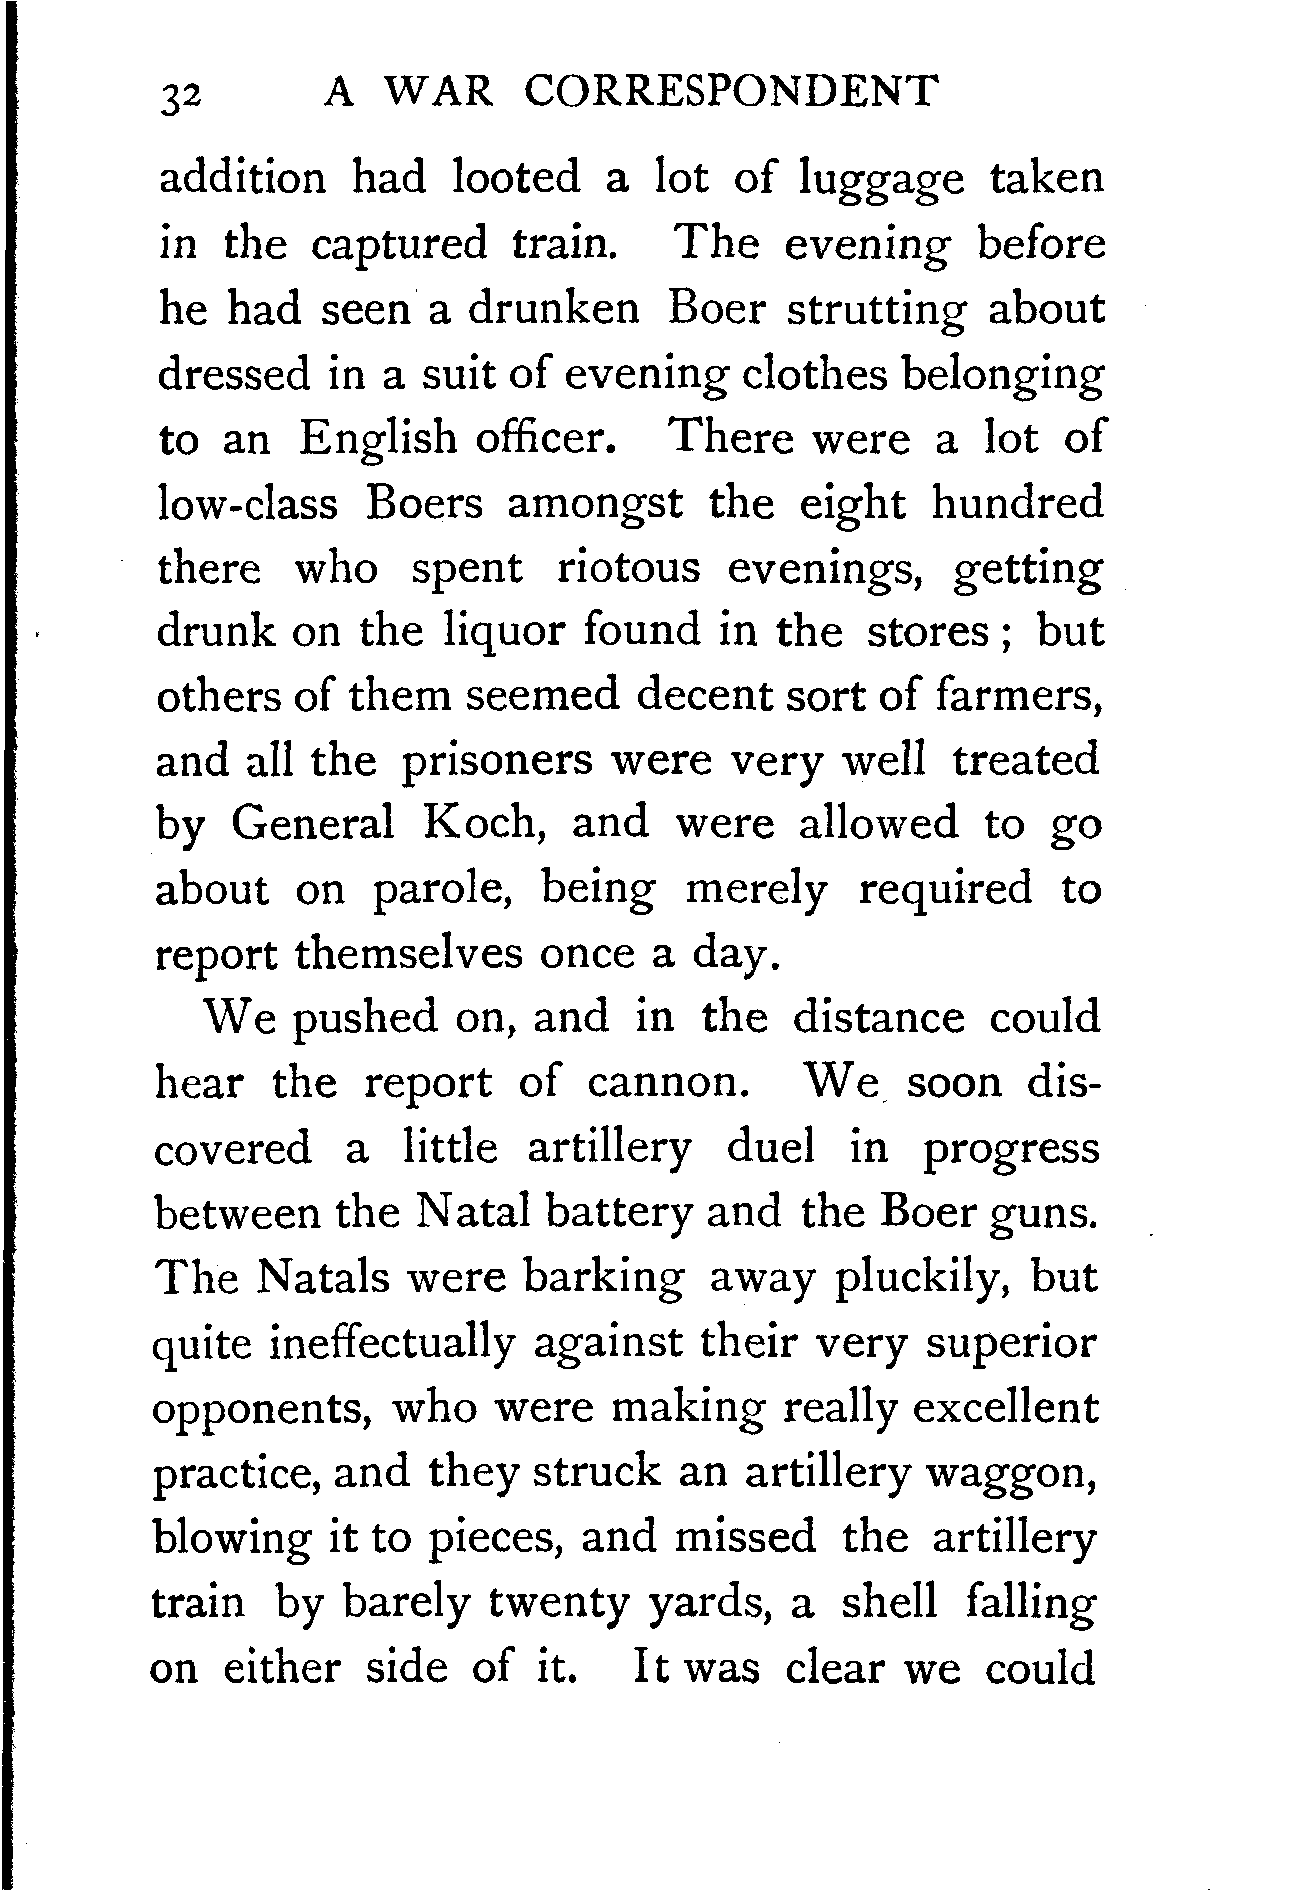 32 A WAR CORRESPONDENT
addition had looted a lot of luggage taken
in the captured train. The evening before
he had seen a drunken Boer strutting about
dressed in a suit of evening clothes belonging
to an English officer. There were a lot of
low-class Boers amongst the eight hundred
there who spent riotous evenings, getting
drunk on the liquor found in the stores ; but
others of them seemed decent sort of farmers,
and all the prisoners were very well treated
by General Koch, and were allowed to go
about on parole, being merely required to
report themselves once a day.
We pushed on, and in the distance could
hear the report of cannon. We soon dis-
covered a little artillery duel in progress
between the Natal battery and the Boer guns.
The Natals were barking away pluckily, but
quite ineffectually against their very superior
opponents, who were making really excellent
practice, and they struck an artillery waggon,
blowing it to pieces, and missed the artillery
train by barely twenty yards, a shell falling
on either side of it. It was clear we could